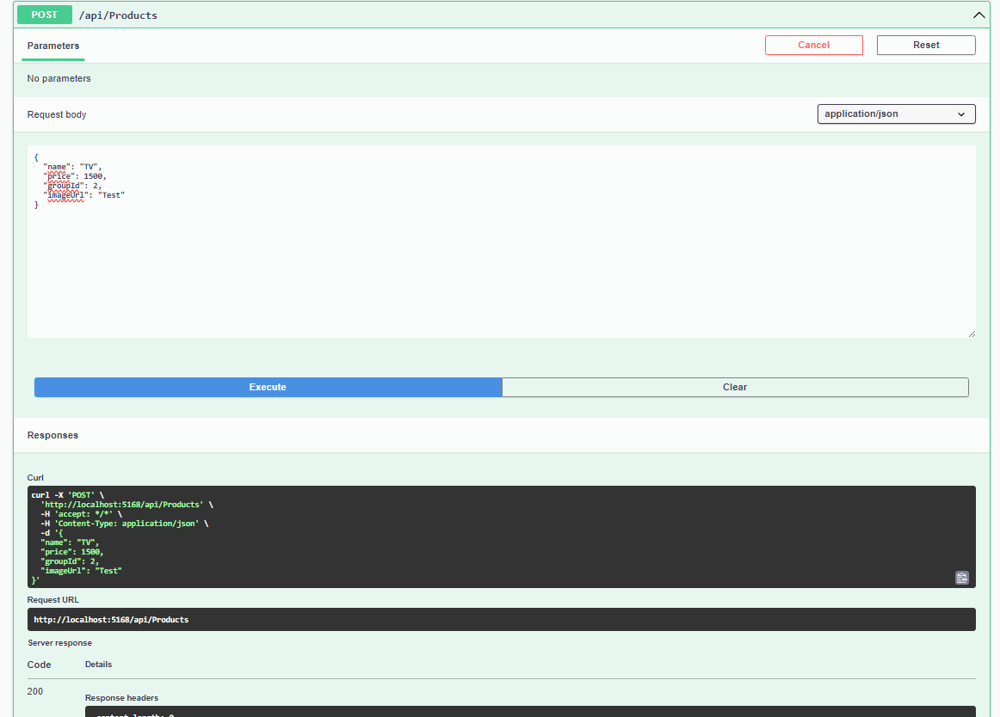 POST /api/Products
Parameters
Cancel
Reset
No parameters
Request body
application/json
{
  "name": "TV",
  "price": 1500,
  "groupId": 2,
  "imageUrl": "Test"
}
Execute
Clear
Responses
Curl
curl -X 'POST' \
  'http://localhost:5168/api/Products' \
  -H 'accept: */*' \
  -H 'Content-Type: application/json' \
  -d '{
  "name": "TV",
  "price": 1500,
  "groupId": 2,
  "imageUrl": "Test"
}'
Request URL
http://localhost:5168/api/Products
Server response
Code Details
200
Response headers
content-length: 0